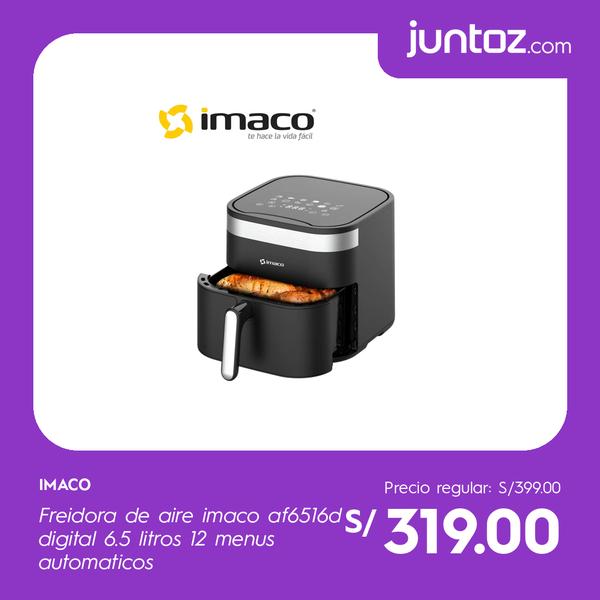 juntoz.com
imaco®
te hace la vida fácil
imaco
IMACO
Freidora de aire imaco af6516d
digital 6.5 litros 12 menus
automaticos
Precio regular: S/399.00
S/ 319.00